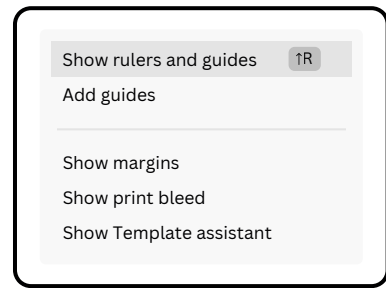 Show rulers and guides ↑R
Add guides
Show margins
Show print bleed
Show Template assistant